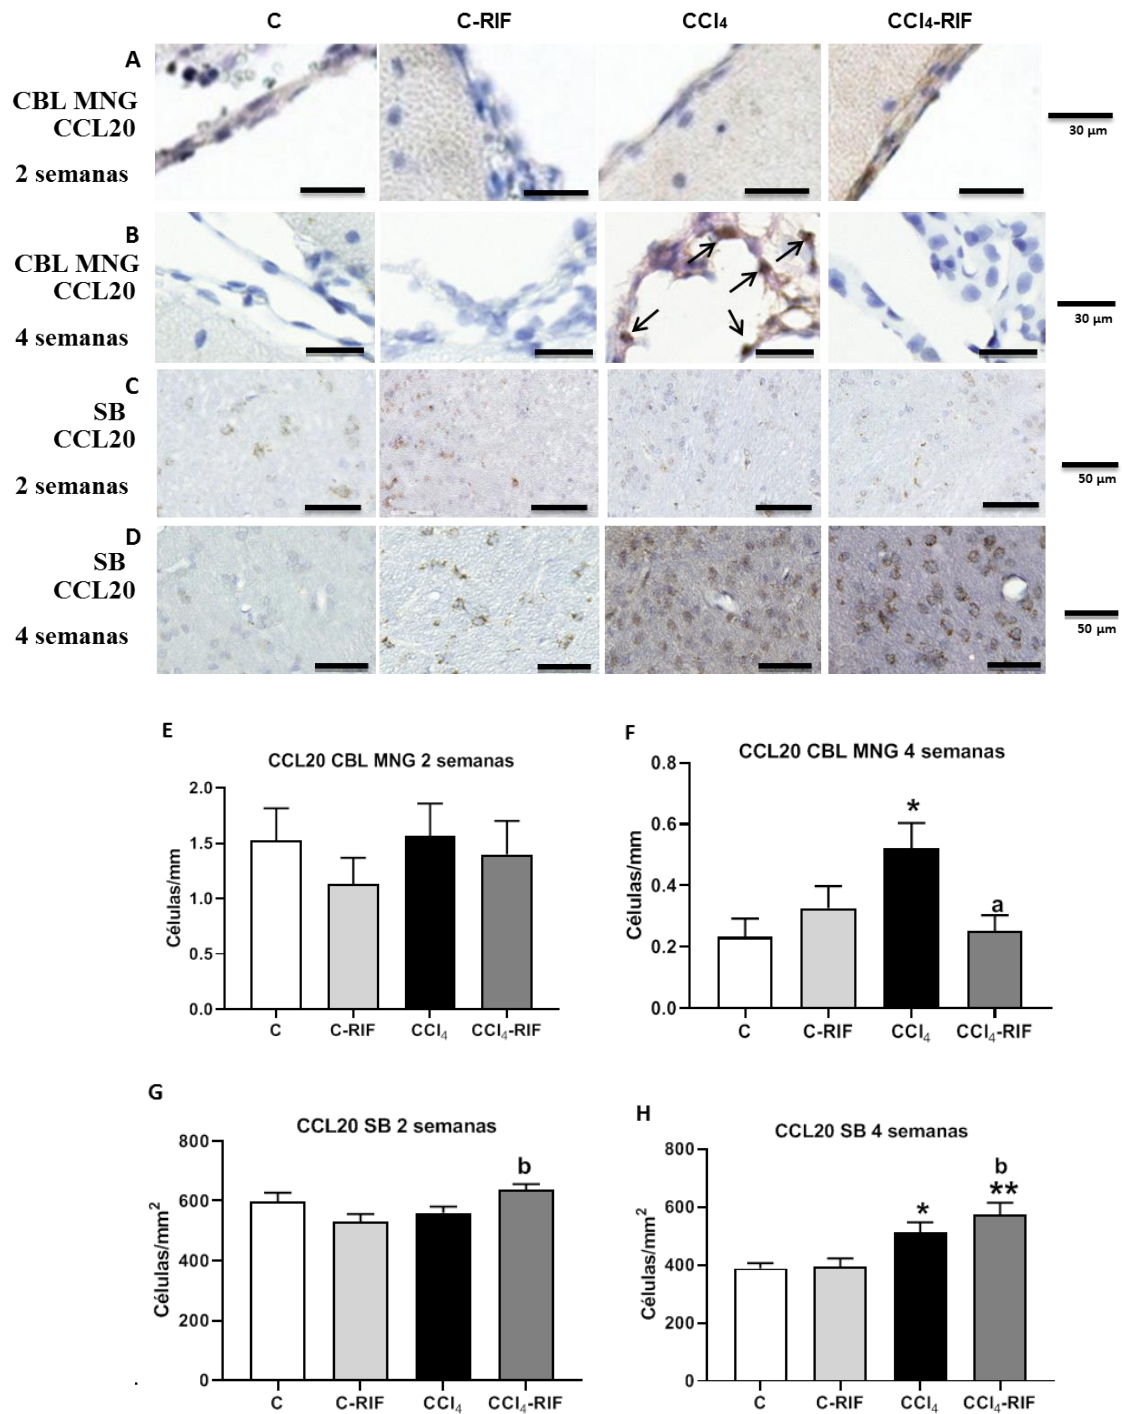 C C-RIF CCl4 CCl4-RIF
A
CBL MNG
CCL20
2 semanas
30 µm
B
CBL MNG
CCL20
4 semanas
30 µm
C
SB
CCL20
2 semanas
50 µm
D
SB
CCL20
4 semanas
50 µm
E
CCL20 CBL MNG 2 semanas
Células/mm
2.0
1.5
1.0
0.5
0.0
C C-RIF CCl₄ CCl₄-RIF
F
CCL20 CBL MNG 4 semanas
Células/mm
0.8
0.6
0.4
0.2
0.0
*
a
C C-RIF CCl₄ CCl₄-RIF
G
CCL20 SB 2 semanas
Células/mm²
800
600
400
200
0
b
C C-RIF CCl₄ CCl₄-RIF
H
CCL20 SB 4 semanas
Células/mm²
800
600
400
200
0
*
b
**
C C-RIF CCl₄ CCl₄-RIF